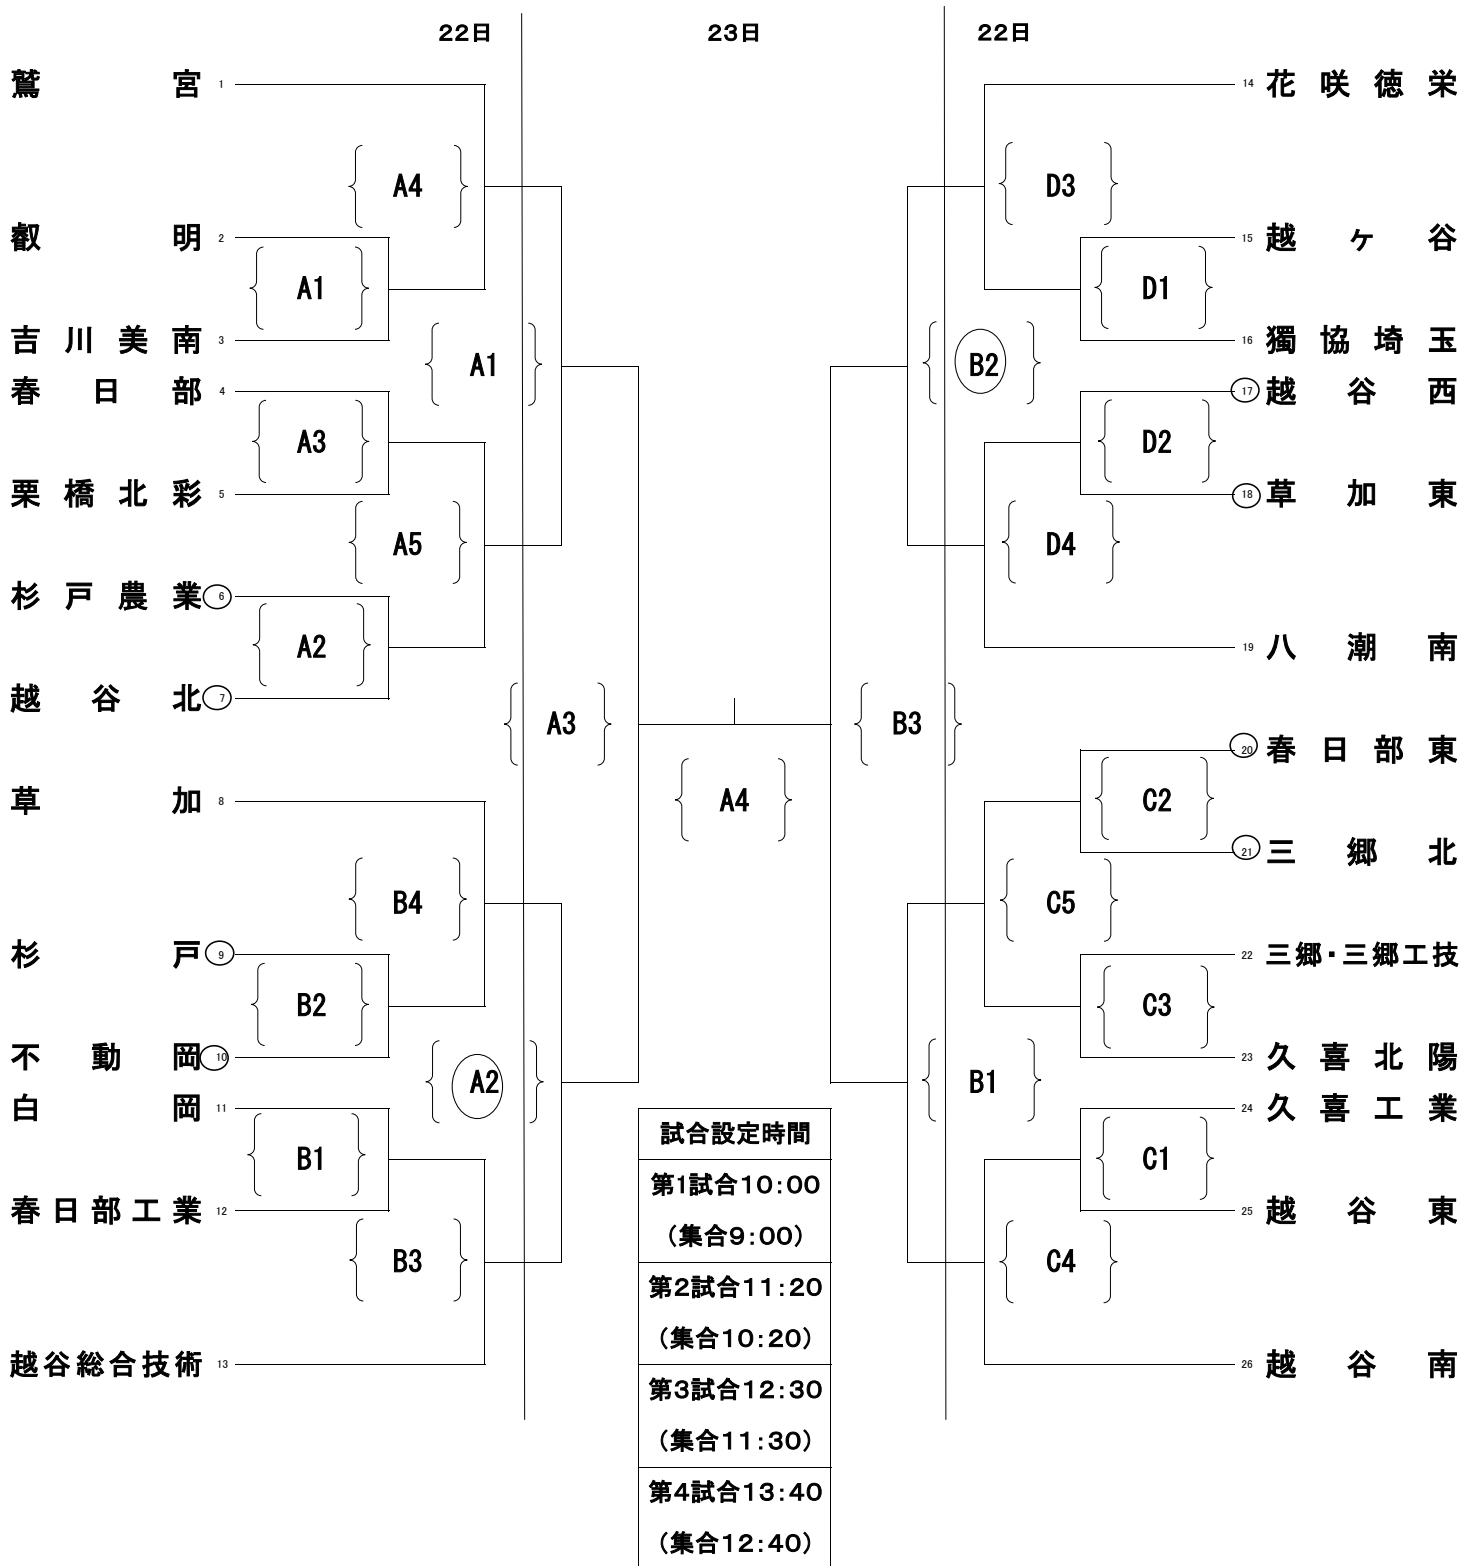 22日 23日 22日
鷲宮 1
14 花咲徳栄
A4
D3
叡明 2
15 越ヶ谷
A1
D1
吉川美南 3
16 獨協埼玉
A1
B2
春日部 4
17 越谷西
A3
D2
栗橋北彩 5
18 草加東
A5
D4
杉戸農業 6
A2
19 八潮南
越谷北 7
A3
B3
20 春日部東
草加 8
A4
C2
21 三郷北
B4
C5
杉戸 9
22 三郷・三郷工技
B2
C3
不動岡 10
23 久喜北陽
A2
B1
白岡 11
24 久喜工業
試合設定時間
B1
C1
第1試合10:00
春日部工業 12
25 越谷東
(集合9:00)
B3
C4
第2試合11:20
(集合10:20)
越谷総合技術 13
26 越谷南
第3試合12:30
(集合11:30)
第4試合13:40
(集合12:40)